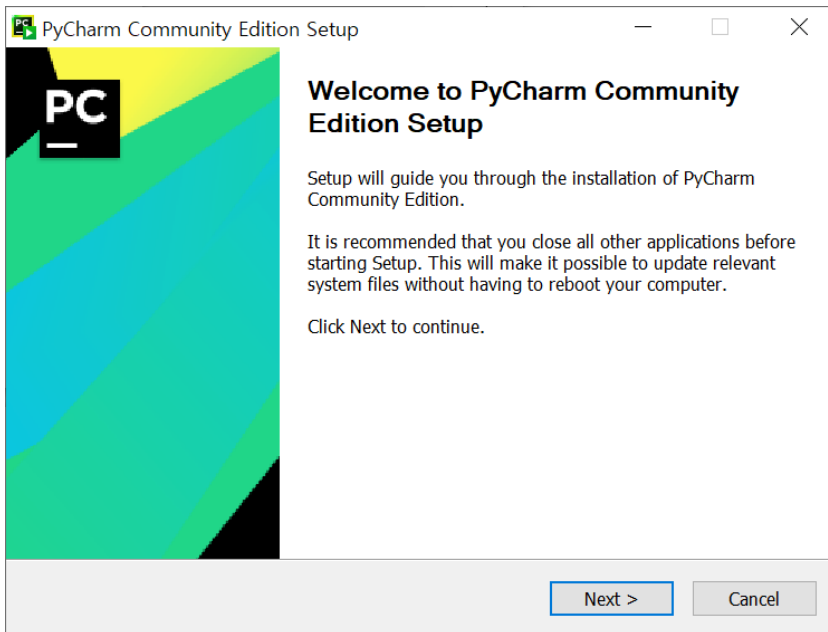 PyCharm Community Edition Setup
PC
Welcome to PyCharm Community
Edition Setup
Setup will guide you through the installation of PyCharm
Community Edition.
It is recommended that you close all other applications before
starting Setup. This will make it possible to update relevant
system files without having to reboot your computer.
Click Next to continue.
Next >
Cancel